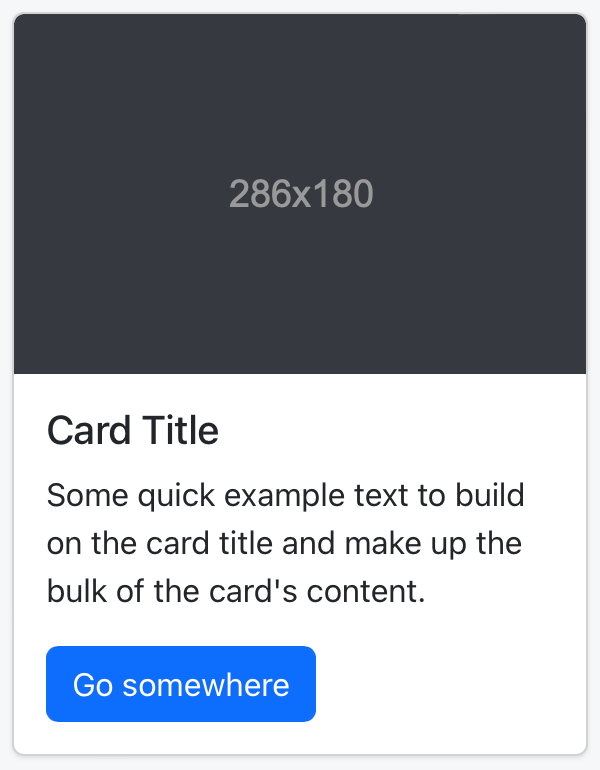 286x180
Card Title
Some quick example text to build
on the card title and make up the
bulk of the card's content.
Go somewhere